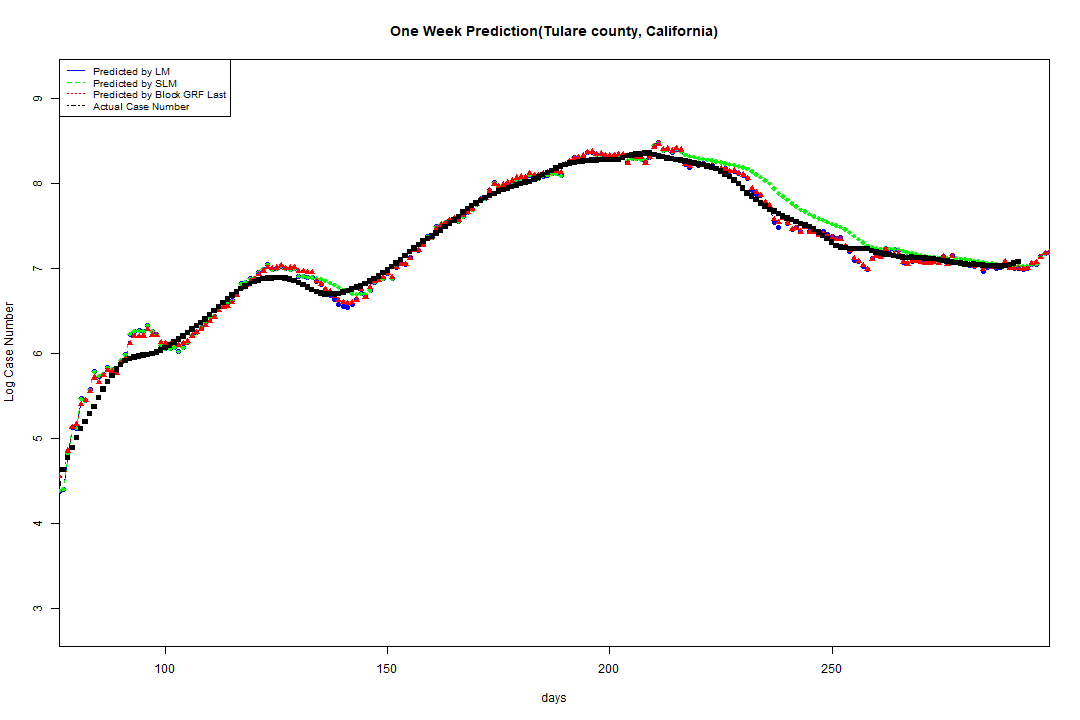 One Week Prediction(Tulare county, California)
Predicted by LM
Predicted by SLM
Predicted by Block GRF Last
Actual Case Number
Log Case Number
9
8
7
6
5
4
3
100 150 200 250
days